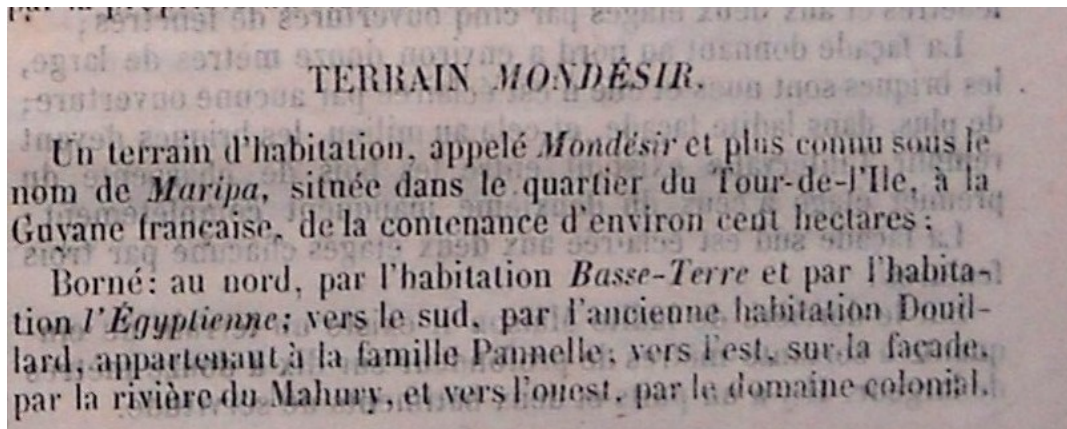 TERRAIN MONDÉSIR.
Un terrain d'habitation, appelé Mondésir et plus connu sous le
nom de Maripa, située dans le quartier du Tour-de-l'Ile, à la
Guyane française, de la contenance d'environ cent hectares;
Borné: au nord, par l'habitation Basse-Terre et par l'habita-
tion l'Égyptienne; vers le sud, par l'ancienne habitation Douil-
lard, appartenant à la famille Pannelle; vers l'est, sur la façade,
par la rivière du Mahury, et vers l'ouest, par le domaine colonial.